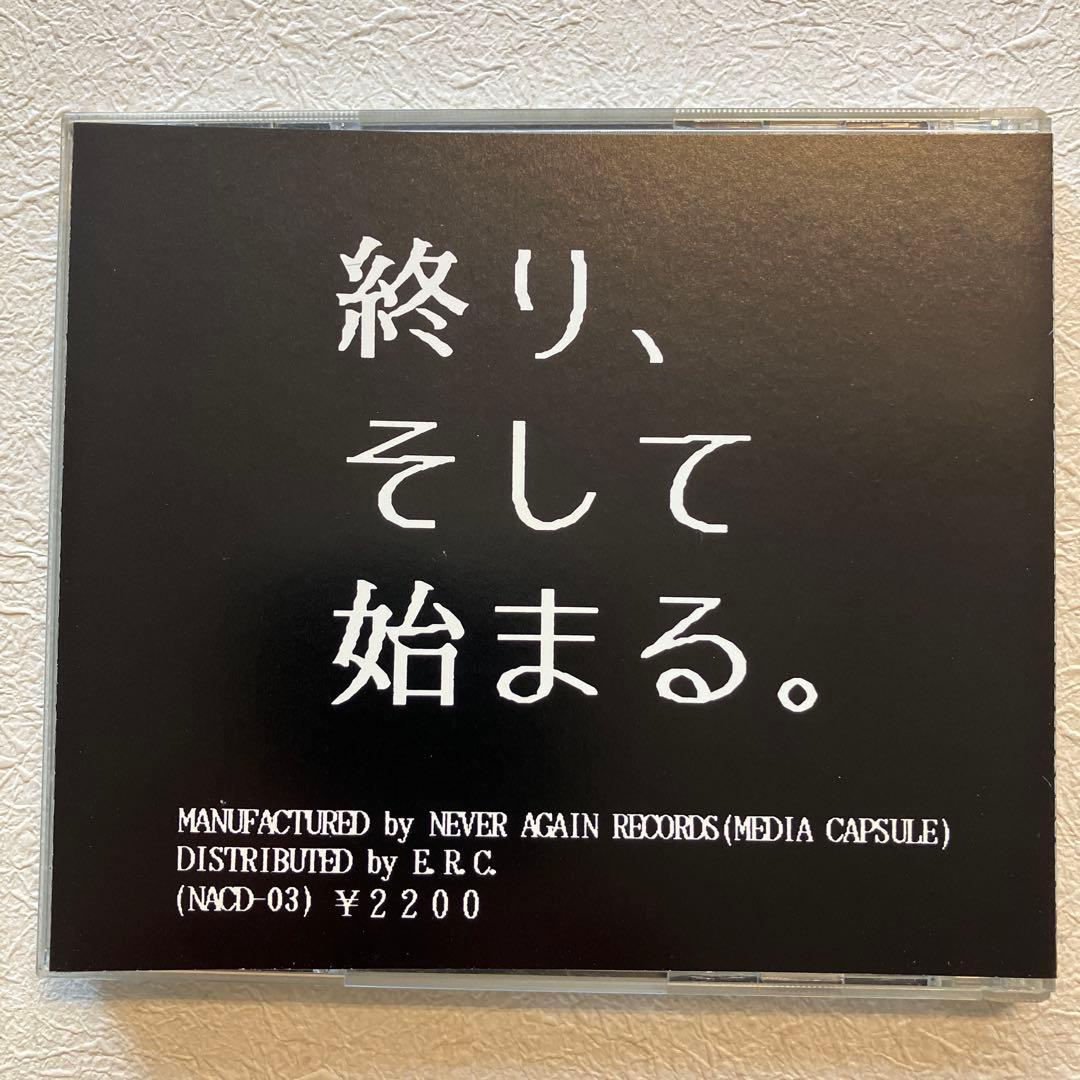 終り、
そして
始まる。
MANUFACTURED by NEVER AGAIN RECORDS(MEDIA CAPSULE)
DISTRIBUTED by E.R.C.
(NACD-03) ¥2200